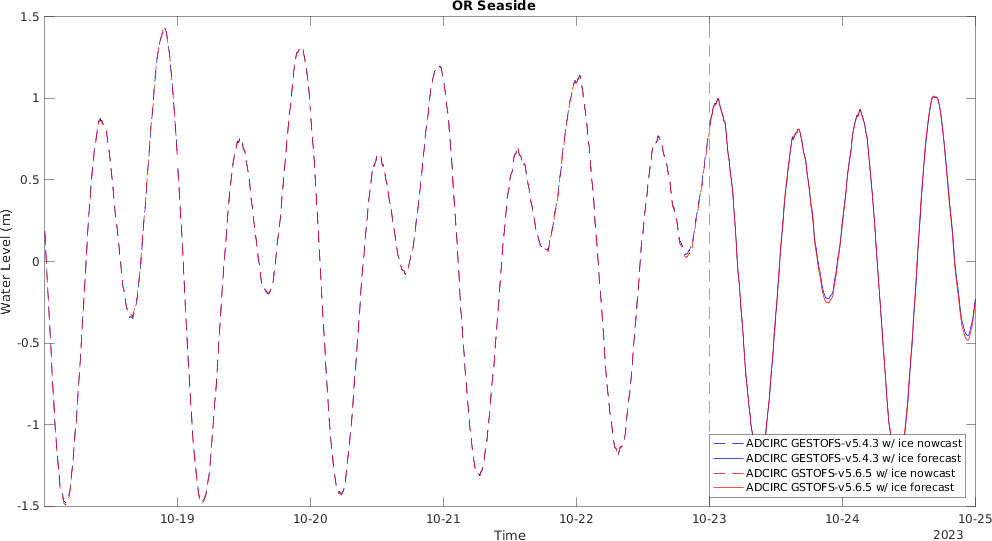 OR Seaside
1.5
1
0.5
0
-0.5
-1
-1.5
Water Level (m)
10-19
10-20
10-21
10-22
10-23
10-24
10-25
Time
2023
ADCIRC GESTOFS-v5.4.3 w/ ice nowcast
ADCIRC GESTOFS-v5.4.3 w/ ice forecast
ADCIRC GSTOFS-v5.6.5 w/ ice nowcast
ADCIRC GSTOFS-v5.6.5 w/ ice forecast